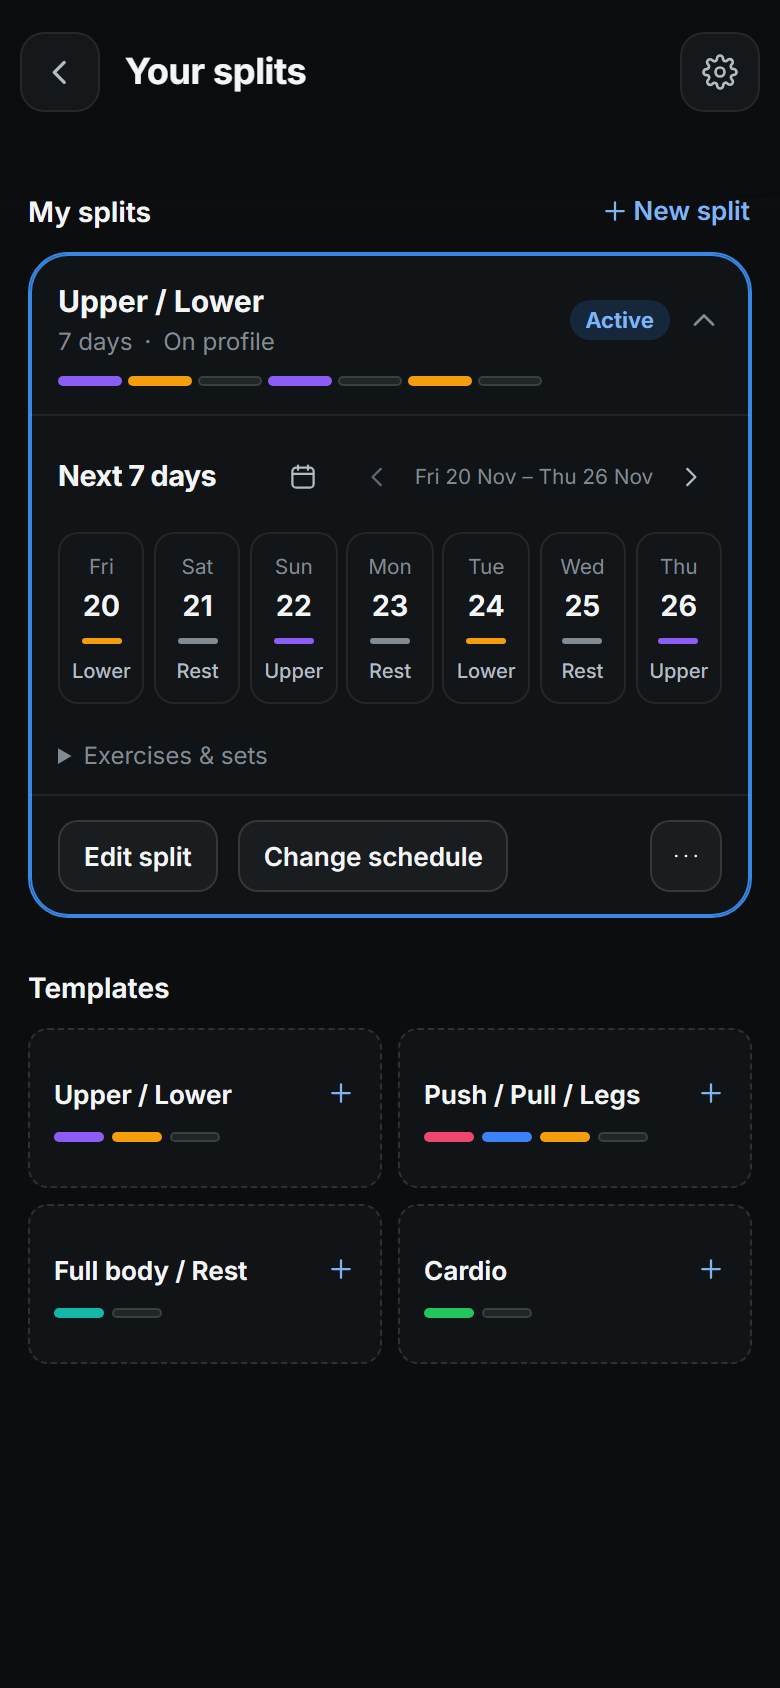 Your splits
My splits
+ New split
Upper / Lower
7 days · On profile
Active
Next 7 days
Fri 20 Nov – Thu 26 Nov
Fri Sat Sun Mon Tue Wed Thu
20 21 22 23 24 25 26
Lower Rest Upper Rest Lower Rest Upper
Exercises & sets
Edit split
Change schedule
···
Templates
Upper / Lower +
Push / Pull / Legs +
Full body / Rest +
Cardio +